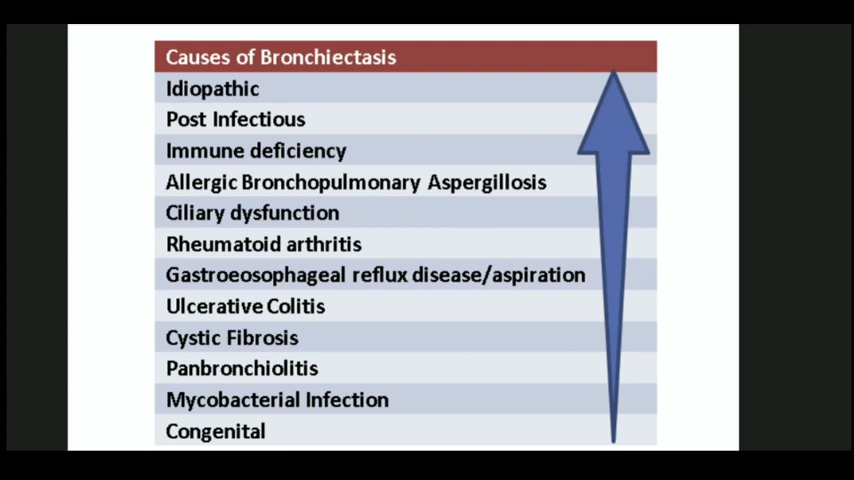 Causes of Bronchiectasis
Idiopathic
Post Infectious
Immune deficiency
Allergic Bronchopulmonary Aspergillosis
Ciliary dysfunction
Rheumatoid arthritis
Gastroeosophageal reflux disease/aspiration
Ulcerative Colitis
Cystic Fibrosis
Panbronchiolitis
Mycobacterial Infection
Congenital